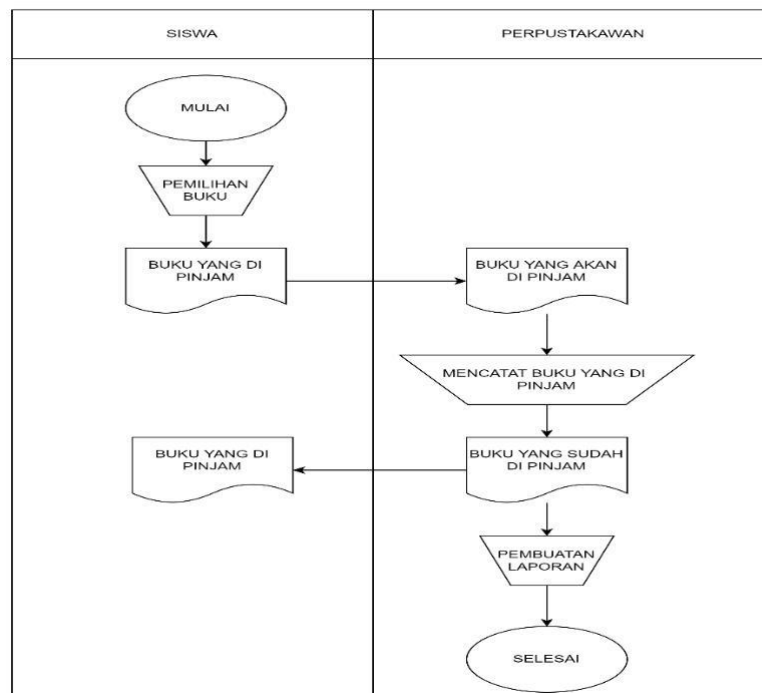 SISWA
PERPUSTAKAWAN
MULAI
PEMILIHAN
BUKU
BUKU YANG DI
PINJAM
BUKU YANG AKAN
DI PINJAM
MENCATAT BUKU YANG DI
PINJAM
BUKU YANG DI
PINJAM
BUKU YANG SUDAH
DI PINJAM
PEMBUATAN
LAPORAN
SELESAI